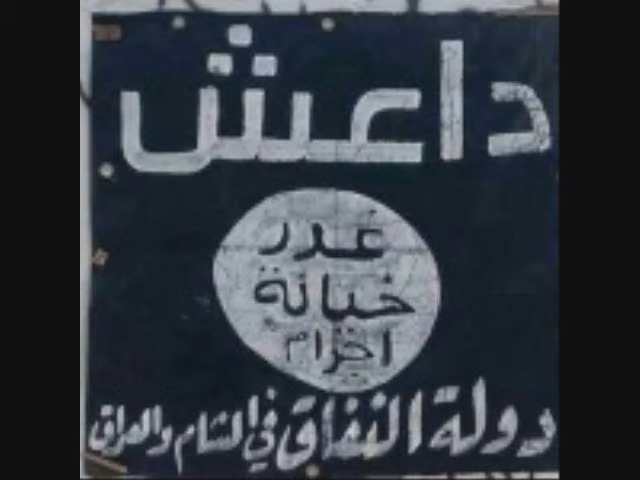 داعش
غدر
خيانة
اجرام
دولة النفاق في الشام والعراق